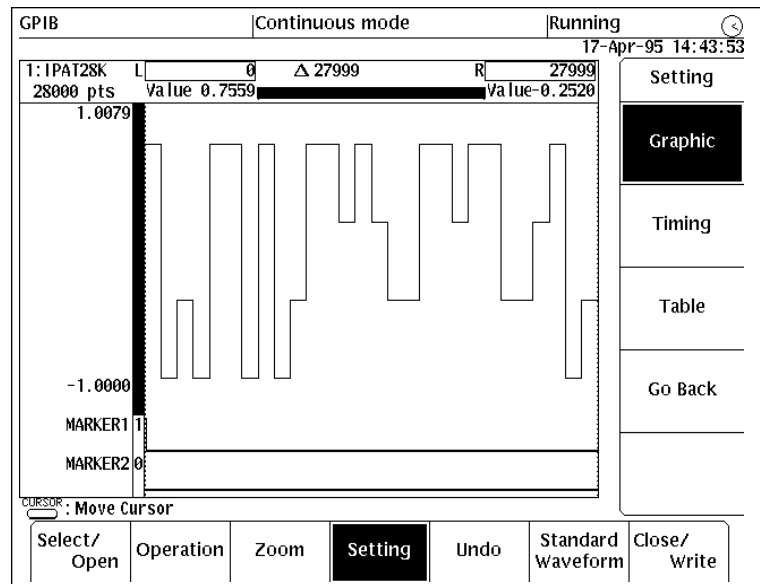 GPIB Continuous mode Running
17-Apr-95 14:43:53
1:IPAT28K L 0 Δ 27999 R 27999
28000 pts Value 0.7559 Value-0.2520
1.0079
-1.0000
MARKER1 1
MARKER2 0
CURSOR : Move Cursor
Setting
Graphic
Timing
Table
Go Back
Select/
Open
Operation
Zoom
Setting
Undo
Standard
Waveform
Close/
Write